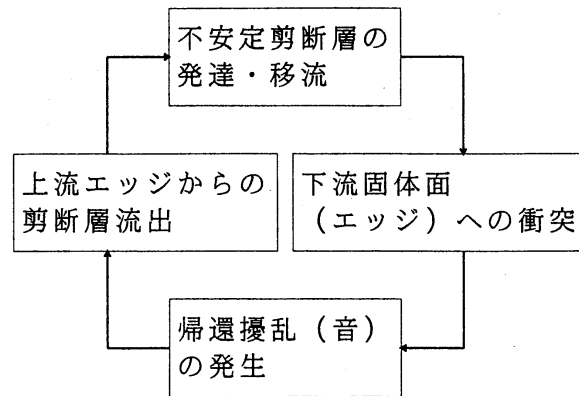 不安定剪断層の
発達・移流
上流エッジからの
剪断層流出
下流固体面
（エッジ）への衝突
帰還擾乱（音）
の発生